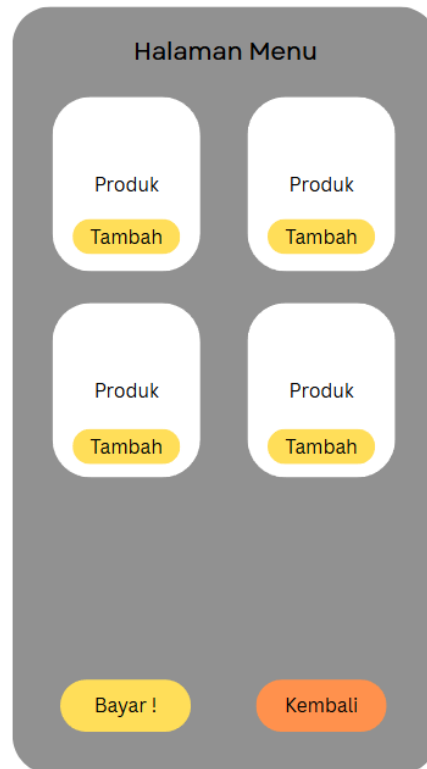 Halaman Menu
Produk
Tambah
Produk
Tambah
Produk
Tambah
Produk
Tambah
Bayar !
Kembali